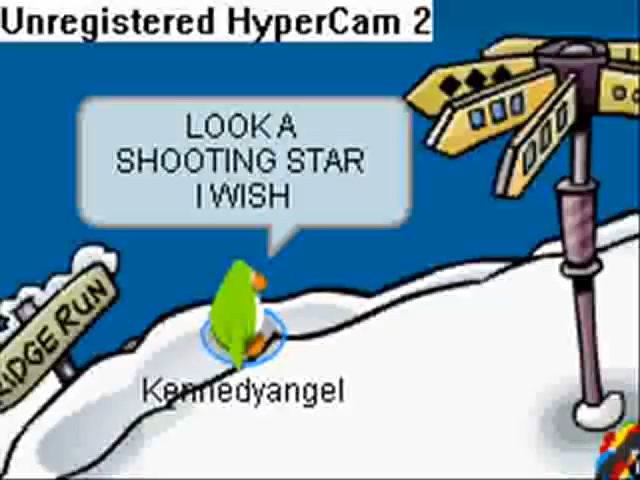 Unregistered HyperCam 2
LOOK A
SHOOTING STAR
I WISH
RIDGE RUN
Kennedyangel